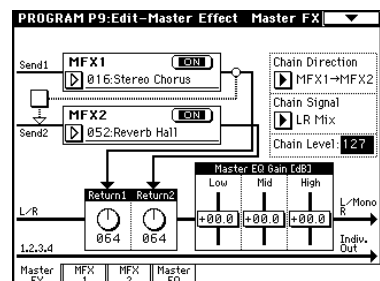 PROGRAM P9:Edit-Master Effect Master FX
Send1
MFX1 ON
016:Stereo Chorus
MFX2 ON
052:Reverb Hall
Send2
Chain Direction
MFX1→MFX2
Chain Signal
LR Mix
Chain Level: 127
Master EQ Gain [dB]
Low Mid High
Return1 Return2
+00.0 +00.0 +00.0
064 064
L/R
L/Mono
R
1.2.3.4
Indiv.
Out
Master FX
MFX 1
MFX 2
Master EQ